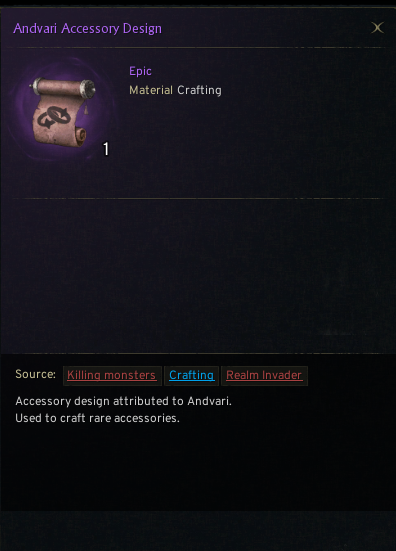 Andvari Accessory Design
Epic
Material Crafting
1
Source: Killing monsters Crafting Realm Invader
Accessory design attributed to Andvari.
Used to craft rare accessories.